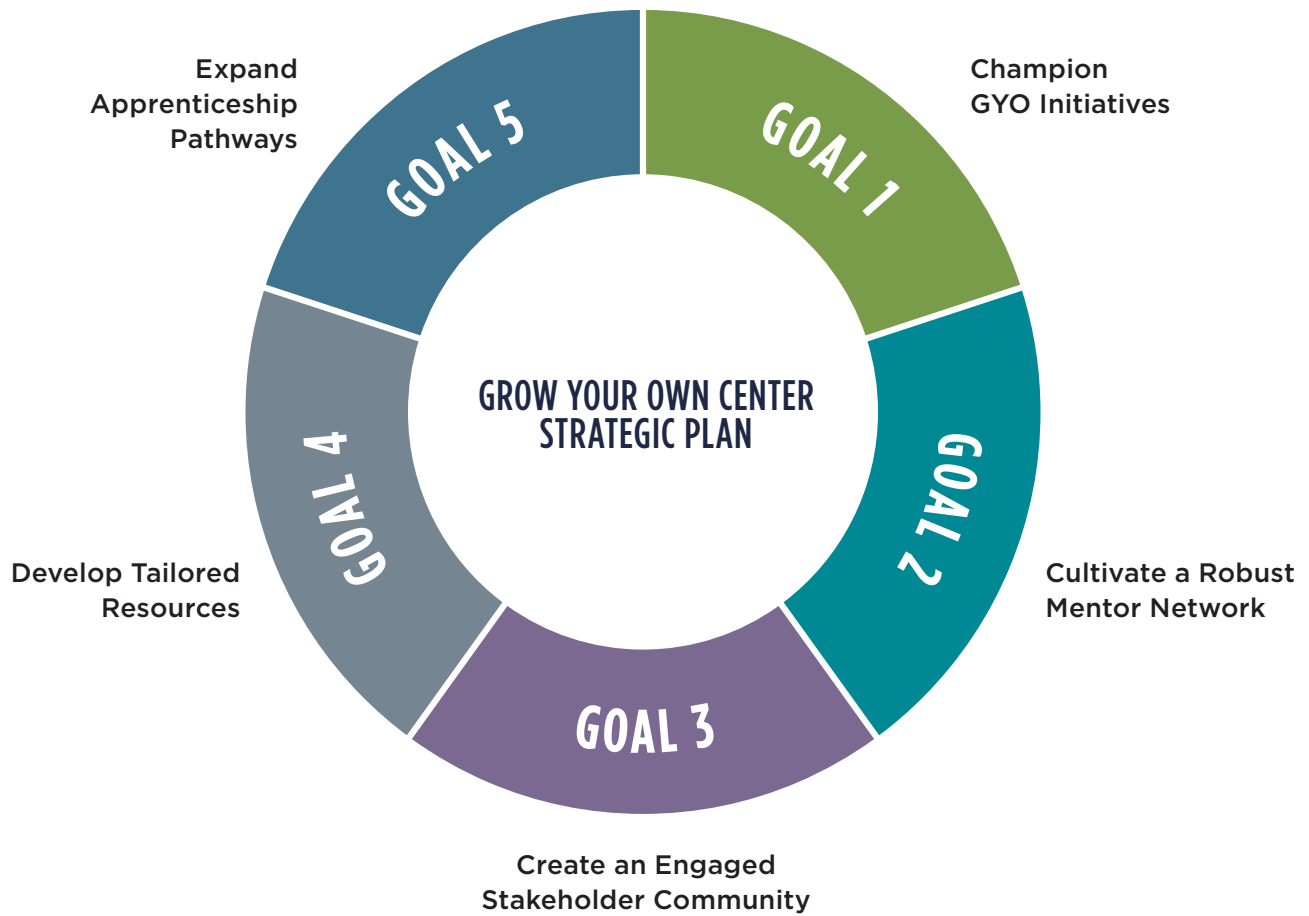 GROW YOUR OWN CENTER
STRATEGIC PLAN
GOAL 1
Champion
GYO Initiatives
GOAL 2
Cultivate a Robust
Mentor Network
GOAL 3
Create an Engaged
Stakeholder Community
GOAL 4
Develop Tailored
Resources
GOAL 5
Expand
Apprenticeship
Pathways